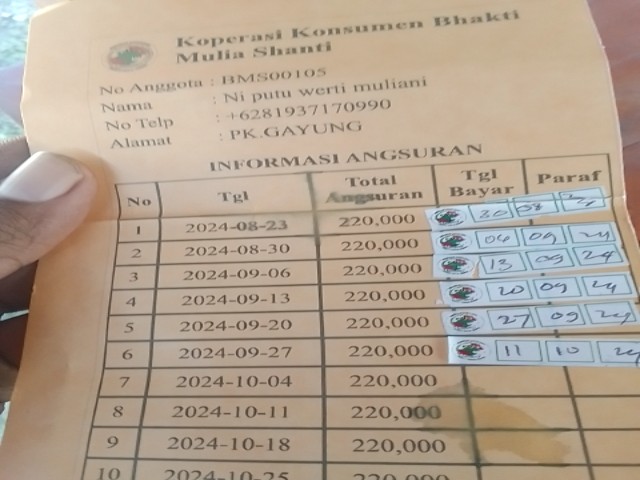 Koperasi Konsumen Bhakti
Mulia Shanti
No Anggota : BMS00105
Nama : Ni putu werti muliani
No Telp : +6281937170990
Alamat : PK.GAYUNG
INFORMASI ANGSURAN
No Tgl Total Angsuran Tgl Bayar Paraf
1 2024-08-23 220,000 30 08 24
2 2024-08-30 220,000 06 09 24
3 2024-09-06 220,000 13 09 24
4 2024-09-13 220,000 20 09 24
5 2024-09-20 220,000 27 09 24
6 2024-09-27 220,000 11 10 24
7 2024-10-04 220,000
8 2024-10-11 220,000
9 2024-10-18 220,000
10 2024-10-25 220,000